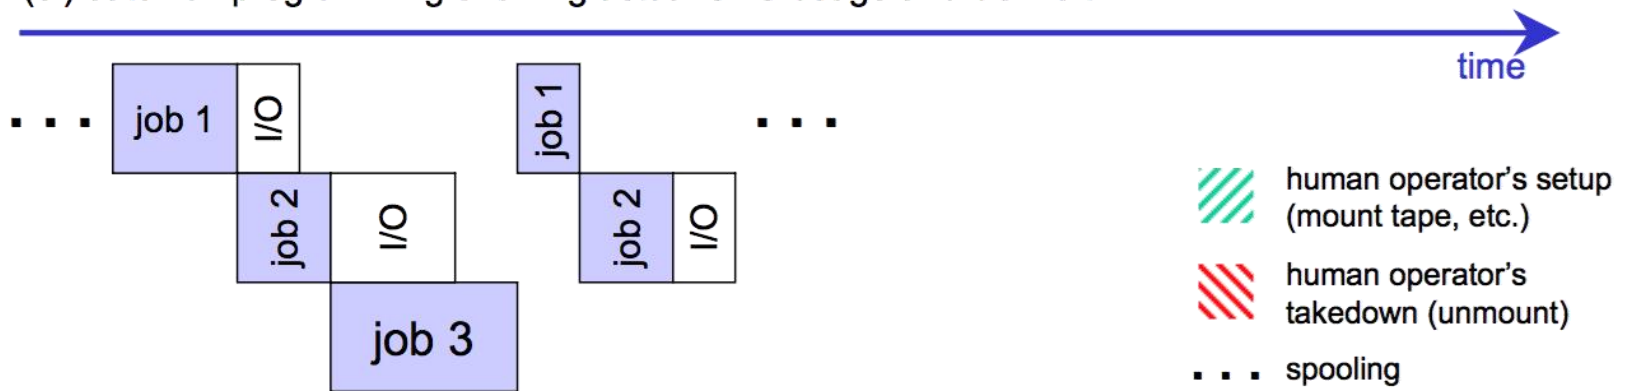 time
job 1
I/O
job 1
job 2
I/O
job 2
I/O
job 3
human operator's setup
(mount tape, etc.)
human operator's
takedown (unmount)
spooling